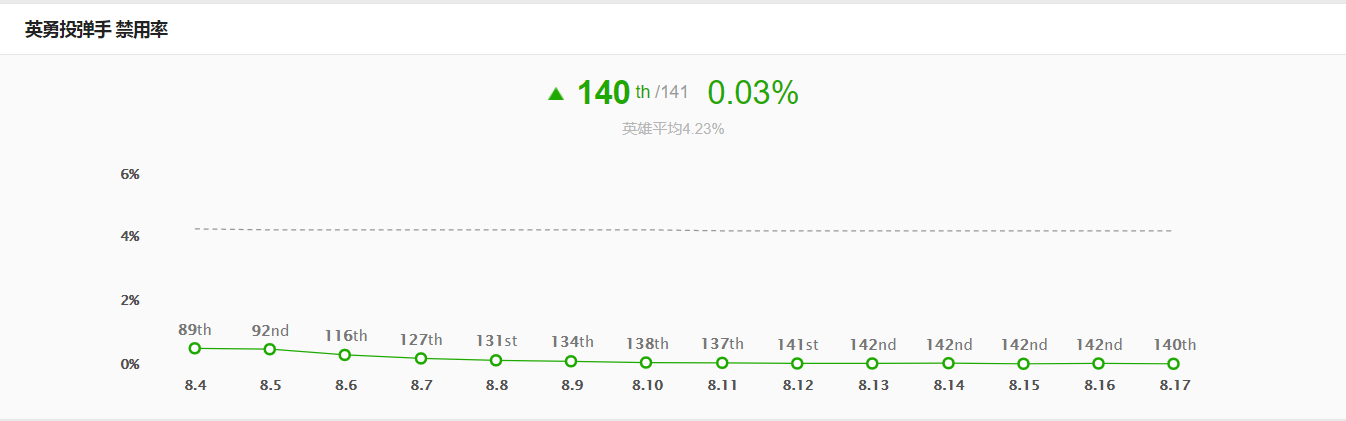 英勇投弹手 禁用率
140 th /141 0.03%
英雄平均4.23%
6%
4%
2%
0%
89th 92nd 116th 127th 131st 134th 138th 137th 141st 142nd 142nd 142nd 142nd 140th
8.4 8.5 8.6 8.7 8.8 8.9 8.10 8.11 8.12 8.13 8.14 8.15 8.16 8.17